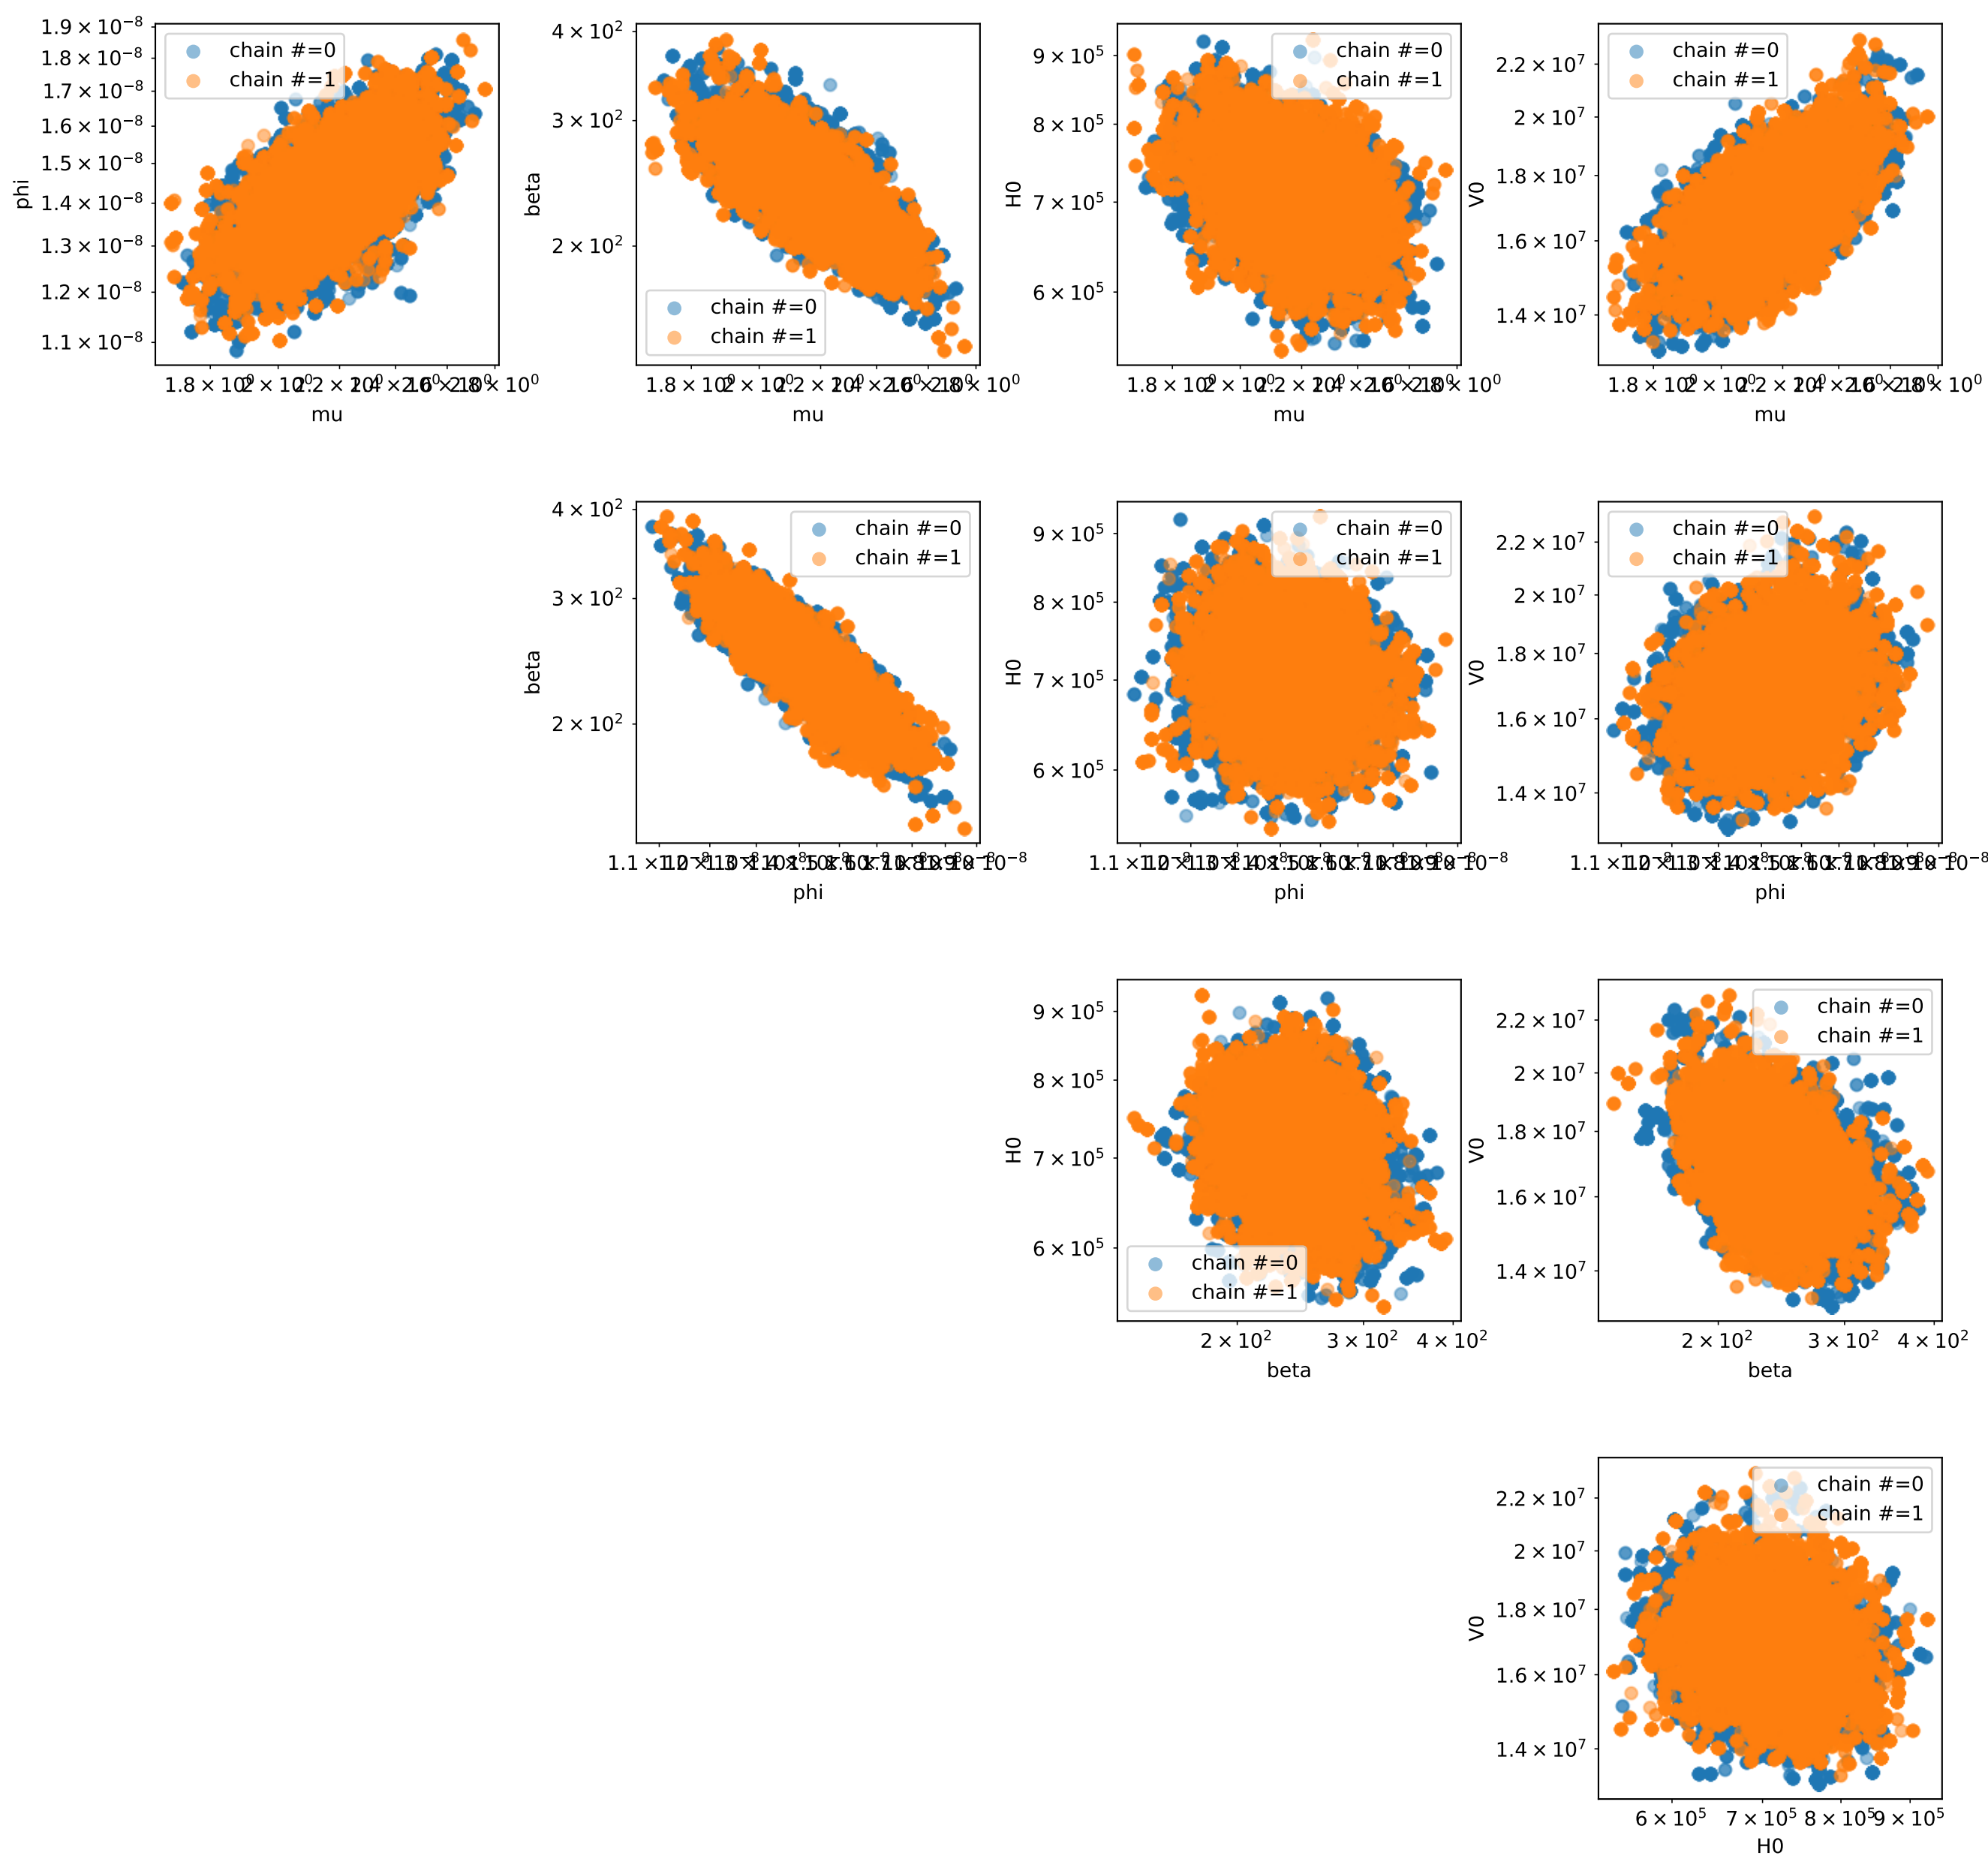 1.9 × 10⁻⁸
1.8 × 10⁻⁸
1.7 × 10⁻⁸
1.6 × 10⁻⁸
1.5 × 10⁻⁸
1.4 × 10⁻⁸
1.3 × 10⁻⁸
1.2 × 10⁻⁸
1.1 × 10⁻⁸
phi
chain #=0
chain #=1
mu
4 × 10²
3 × 10²
2 × 10²
beta
chain #=0
chain #=1
mu
9 × 10⁵
8 × 10⁵
7 × 10⁵
6 × 10⁵
H0
chain #=0
chain #=1
mu
2.2 × 10⁷
2 × 10⁷
1.8 × 10⁷
1.6 × 10⁷
1.4 × 10⁷
V0
chain #=0
chain #=1
mu
4 × 10²
3 × 10²
2 × 10²
beta
chain #=0
chain #=1
phi
9 × 10⁵
8 × 10⁵
7 × 10⁵
6 × 10⁵
H0
chain #=0
chain #=1
phi
2.2 × 10⁷
2 × 10⁷
1.8 × 10⁷
1.6 × 10⁷
1.4 × 10⁷
V0
chain #=0
chain #=1
phi
9 × 10⁵
8 × 10⁵
7 × 10⁵
6 × 10⁵
H0
chain #=0
chain #=1
2 × 10² 3 × 10² 4 × 10²
beta
2.2 × 10⁷
2 × 10⁷
1.8 × 10⁷
1.6 × 10⁷
1.4 × 10⁷
V0
chain #=0
chain #=1
2 × 10² 3 × 10² 4 × 10²
beta
2.2 × 10⁷
2 × 10⁷
1.8 × 10⁷
1.6 × 10⁷
1.4 × 10⁷
V0
chain #=0
chain #=1
6 × 10⁵ 7 × 10⁵ 8 × 10⁵ 9 × 10⁵
H0